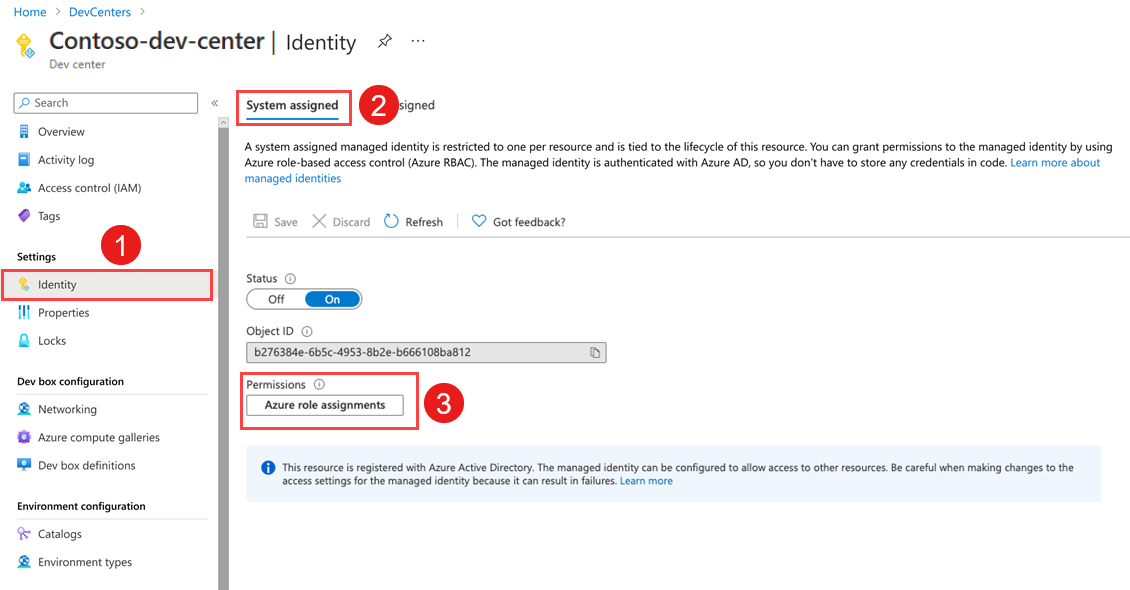 Home > DevCenters >
Contoso-dev-center | Identity ...
Dev center
Search «
Overview
Activity log
Access control (IAM)
Tags
1
Settings
Identity
Properties
Locks
Dev box configuration
Networking
Azure compute galleries
Dev box definitions
Environment configuration
Catalogs
Environment types
System assigned 2 signed
A system assigned managed identity is restricted to one per resource and is tied to the lifecycle of this resource. You can grant permissions to the managed identity by using
Azure role-based access control (Azure RBAC). The managed identity is authenticated with Azure AD, so you don't have to store any credentials in code. Learn more about
managed identities
Save Discard Refresh | Got feedback?
Status
Off On
Object ID
b276384e-6b5c-4953-8b2e-b666108ba812
Permissions
Azure role assignments 3
This resource is registered with Azure Active Directory. The managed identity can be configured to allow access to other resources. Be careful when making changes to the
access settings for the managed identity because it can result in failures. Learn more